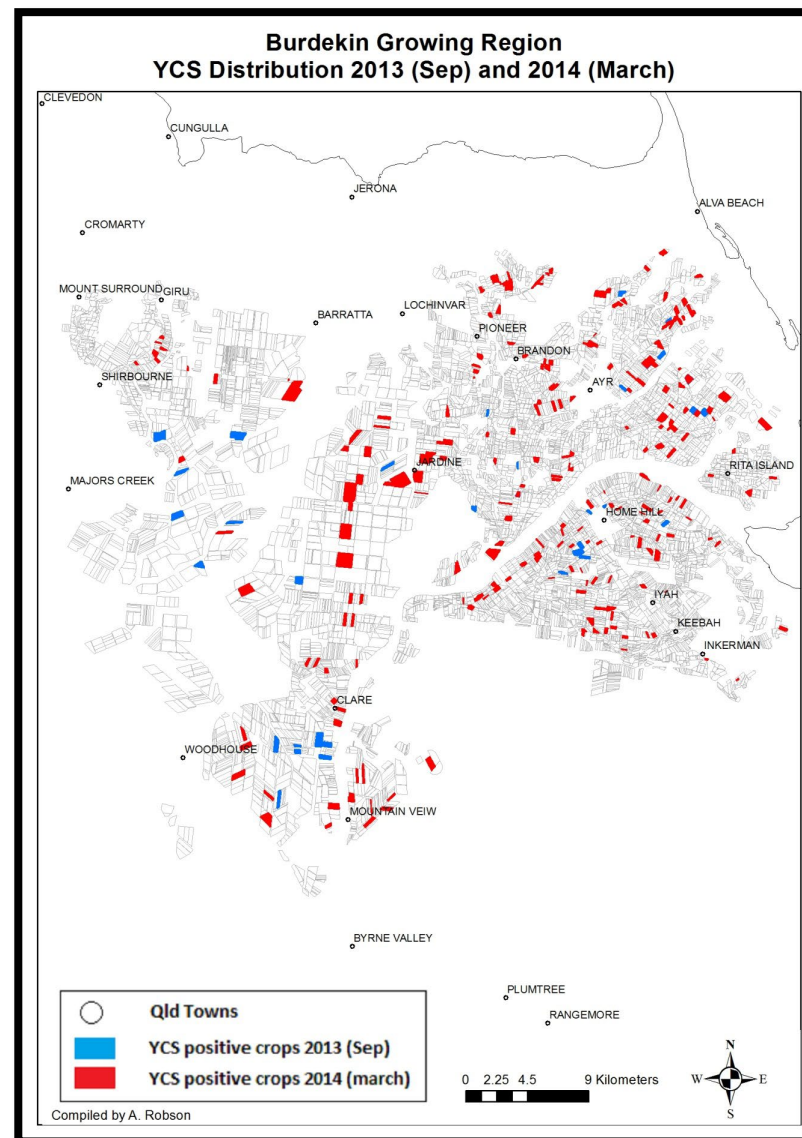 Burdekin Growing Region
YCS Distribution 2013 (Sep) and 2014 (March)
CLEVEDON
CUNGULLA
JERONA
ALVA BEACH
CROMARTY
MOUNT SURROUND
GIRU
BARRATTA
LOCHINVAR
PIONEER
BRANDON
SHIRBOURNE
AYR
JARDINE
RITA ISLAND
MAJORS CREEK
HOME HILL
IYAH
KEEBAH
INKERMAN
CLARE
WOODHOUSE
MOUNTAIN VEIW
BYRNE VALLEY
PLUMTREE
RANGEMORE
Qld Towns
YCS positive crops 2013 (Sep)
YCS positive crops 2014 (march)
0 2.25 4.5 9 Kilometers
N
W E
S
Compiled by A. Robson